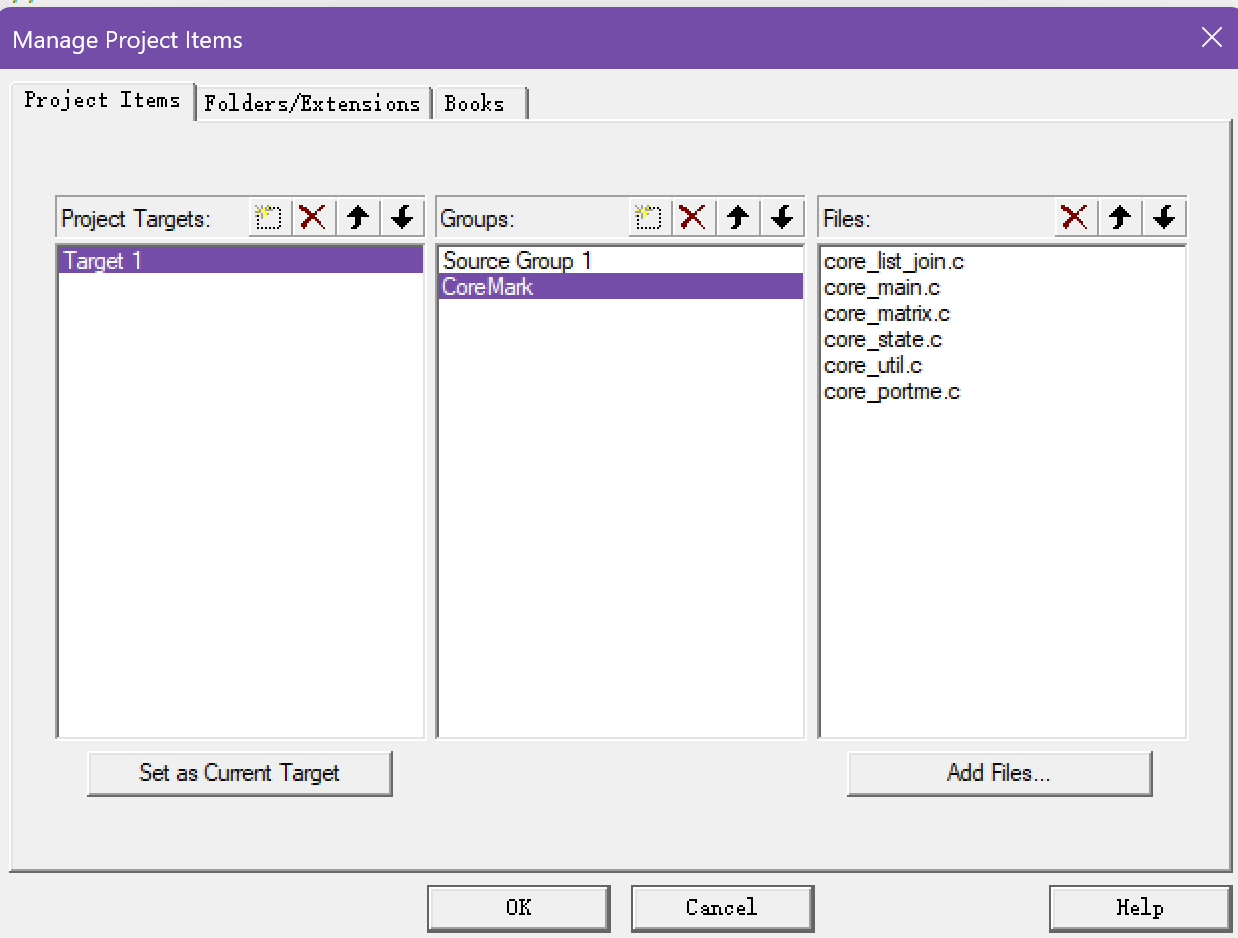 Manage Project Items
Project Items Folders/Extensions Books
Project Targets: Groups: Files:
Target 1
Source Group 1
CoreMark
core_list_join.c
core_main.c
core_matrix.c
core_state.c
core_util.c
core_portme.c
Set as Current Target
Add Files...
OK Cancel Help